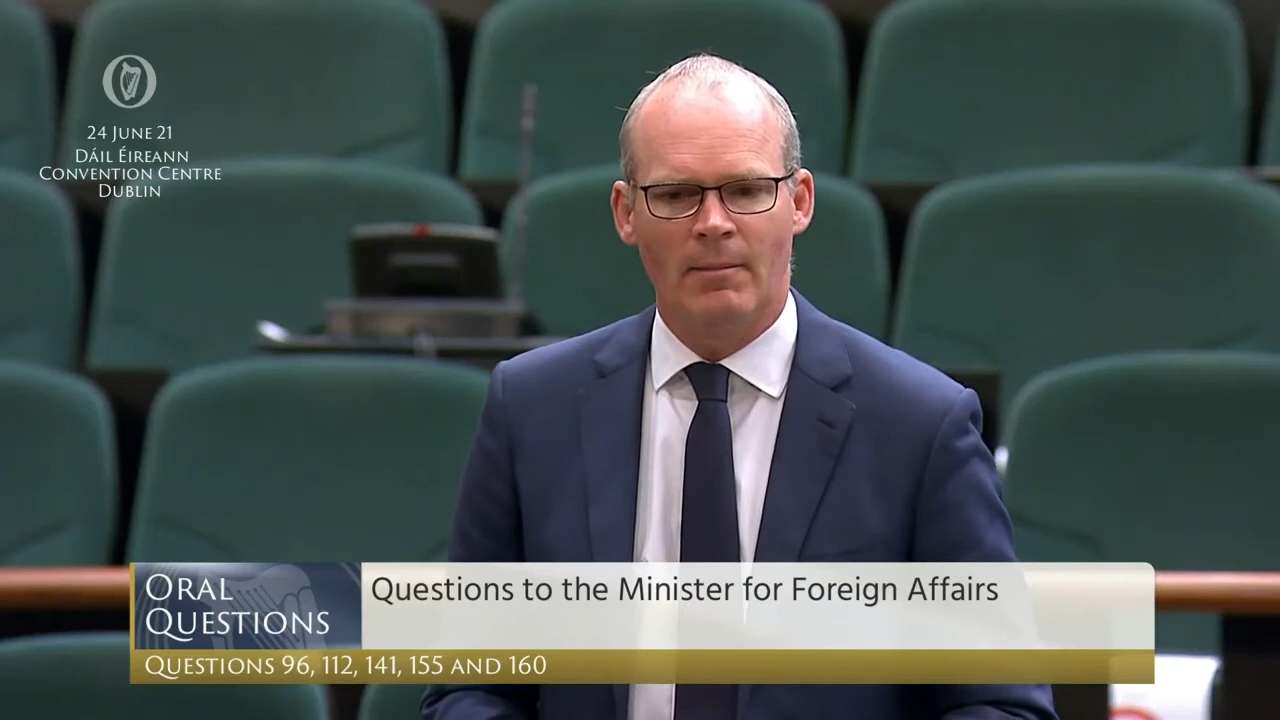 24 June 21
Dáil Éireann
Convention Centre
Dublin
Oral
Questions
Questions to the Minister for Foreign Affairs
Questions 96, 112, 141, 155 and 160